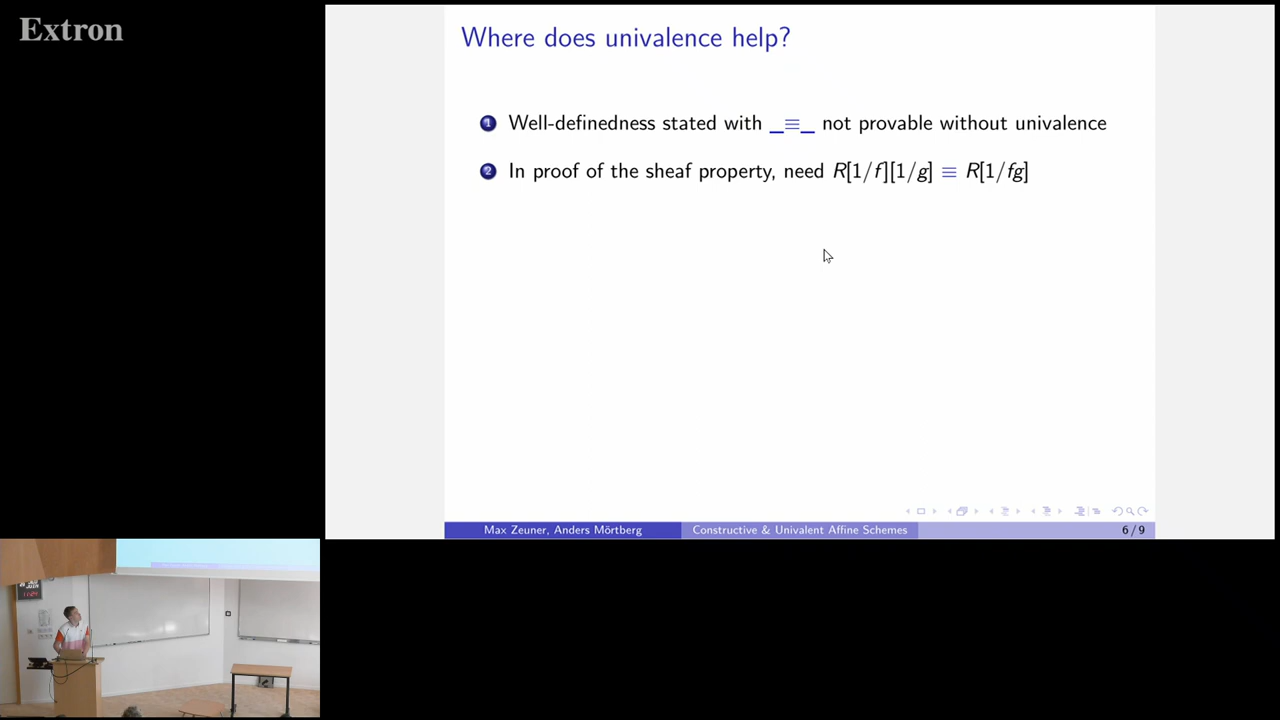 Extron
Where does univalence help?
1 Well-definedness stated with _≡_ not provable without univalence
2 In proof of the sheaf property, need R[1/f][1/g] ≡ R[1/fg]
Max Zeuner, Anders Mörtberg Constructive & Univalent Affine Schemes 6 / 9